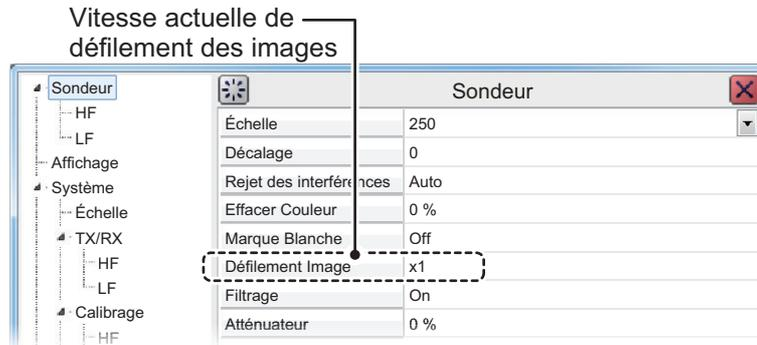 Vitesse actuelle de
défilement des images
Sondeur
HF
LF
Affichage
Système
Échelle
TX/RX
HF
LF
Calibrage
HF
Sondeur
Échelle 250
Décalage 0
Rejet des interférences Auto
Effacer Couleur 0 %
Marque Blanche Off
Défilement Image x1
Filtrage On
Atténuateur 0 %